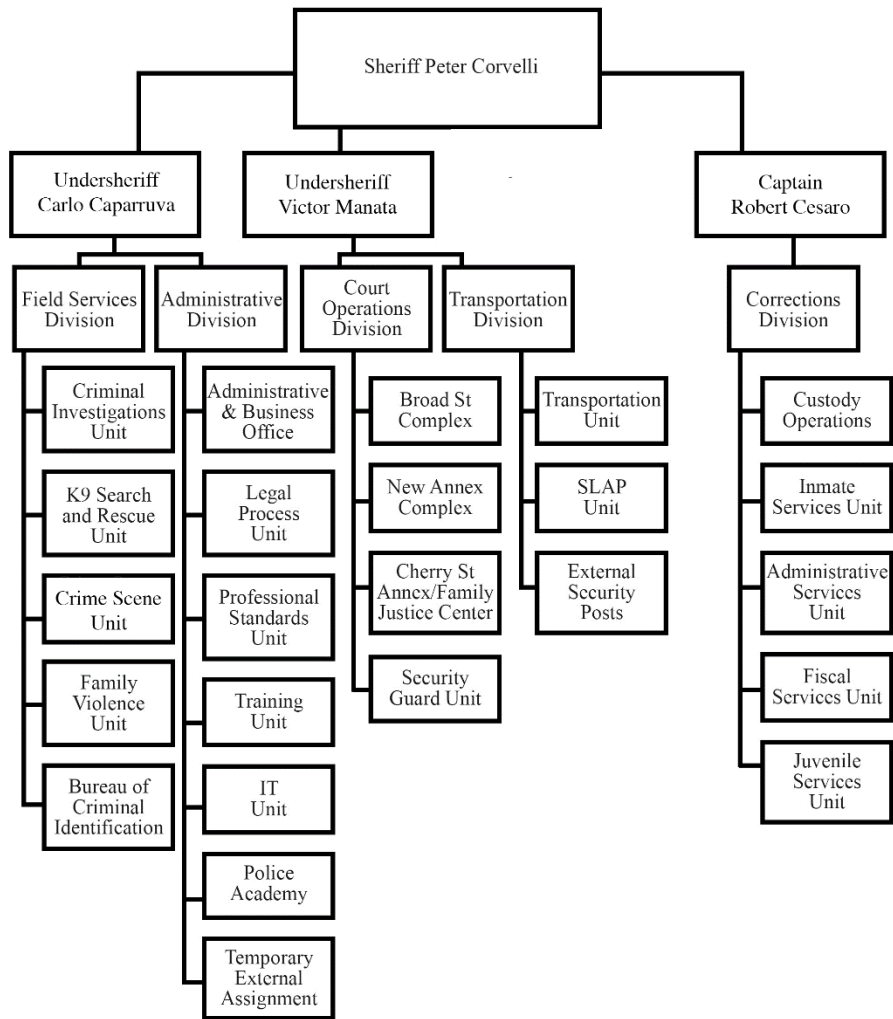 Sheriff Peter Corvelli
Undersheriff
Carlo Caparruva
Undersheriff
Victor Manata
Captain
Robert Cesaro
Field Services
Division
Administrative
Division
Court
Operations
Division
Transportation
Division
Corrections
Division
Criminal
Investigations
Unit
K9 Search
and Rescue
Unit
Crime Scene
Unit
Family
Violence
Unit
Bureau of
Criminal
Identification
Administrative
& Business
Office
Legal
Process
Unit
Professional
Standards
Unit
Training
Unit
IT
Unit
Police
Academy
Temporary
External
Assignment
Broad St
Complex
New Annex
Complex
Cherry St
Annex/Family
Justice Center
Security
Guard Unit
Transportation
Unit
SLAP
Unit
External
Security
Posts
Custody
Operations
Inmate
Services Unit
Administrative
Services
Unit
Fiscal
Services Unit
Juvenile
Services
Unit